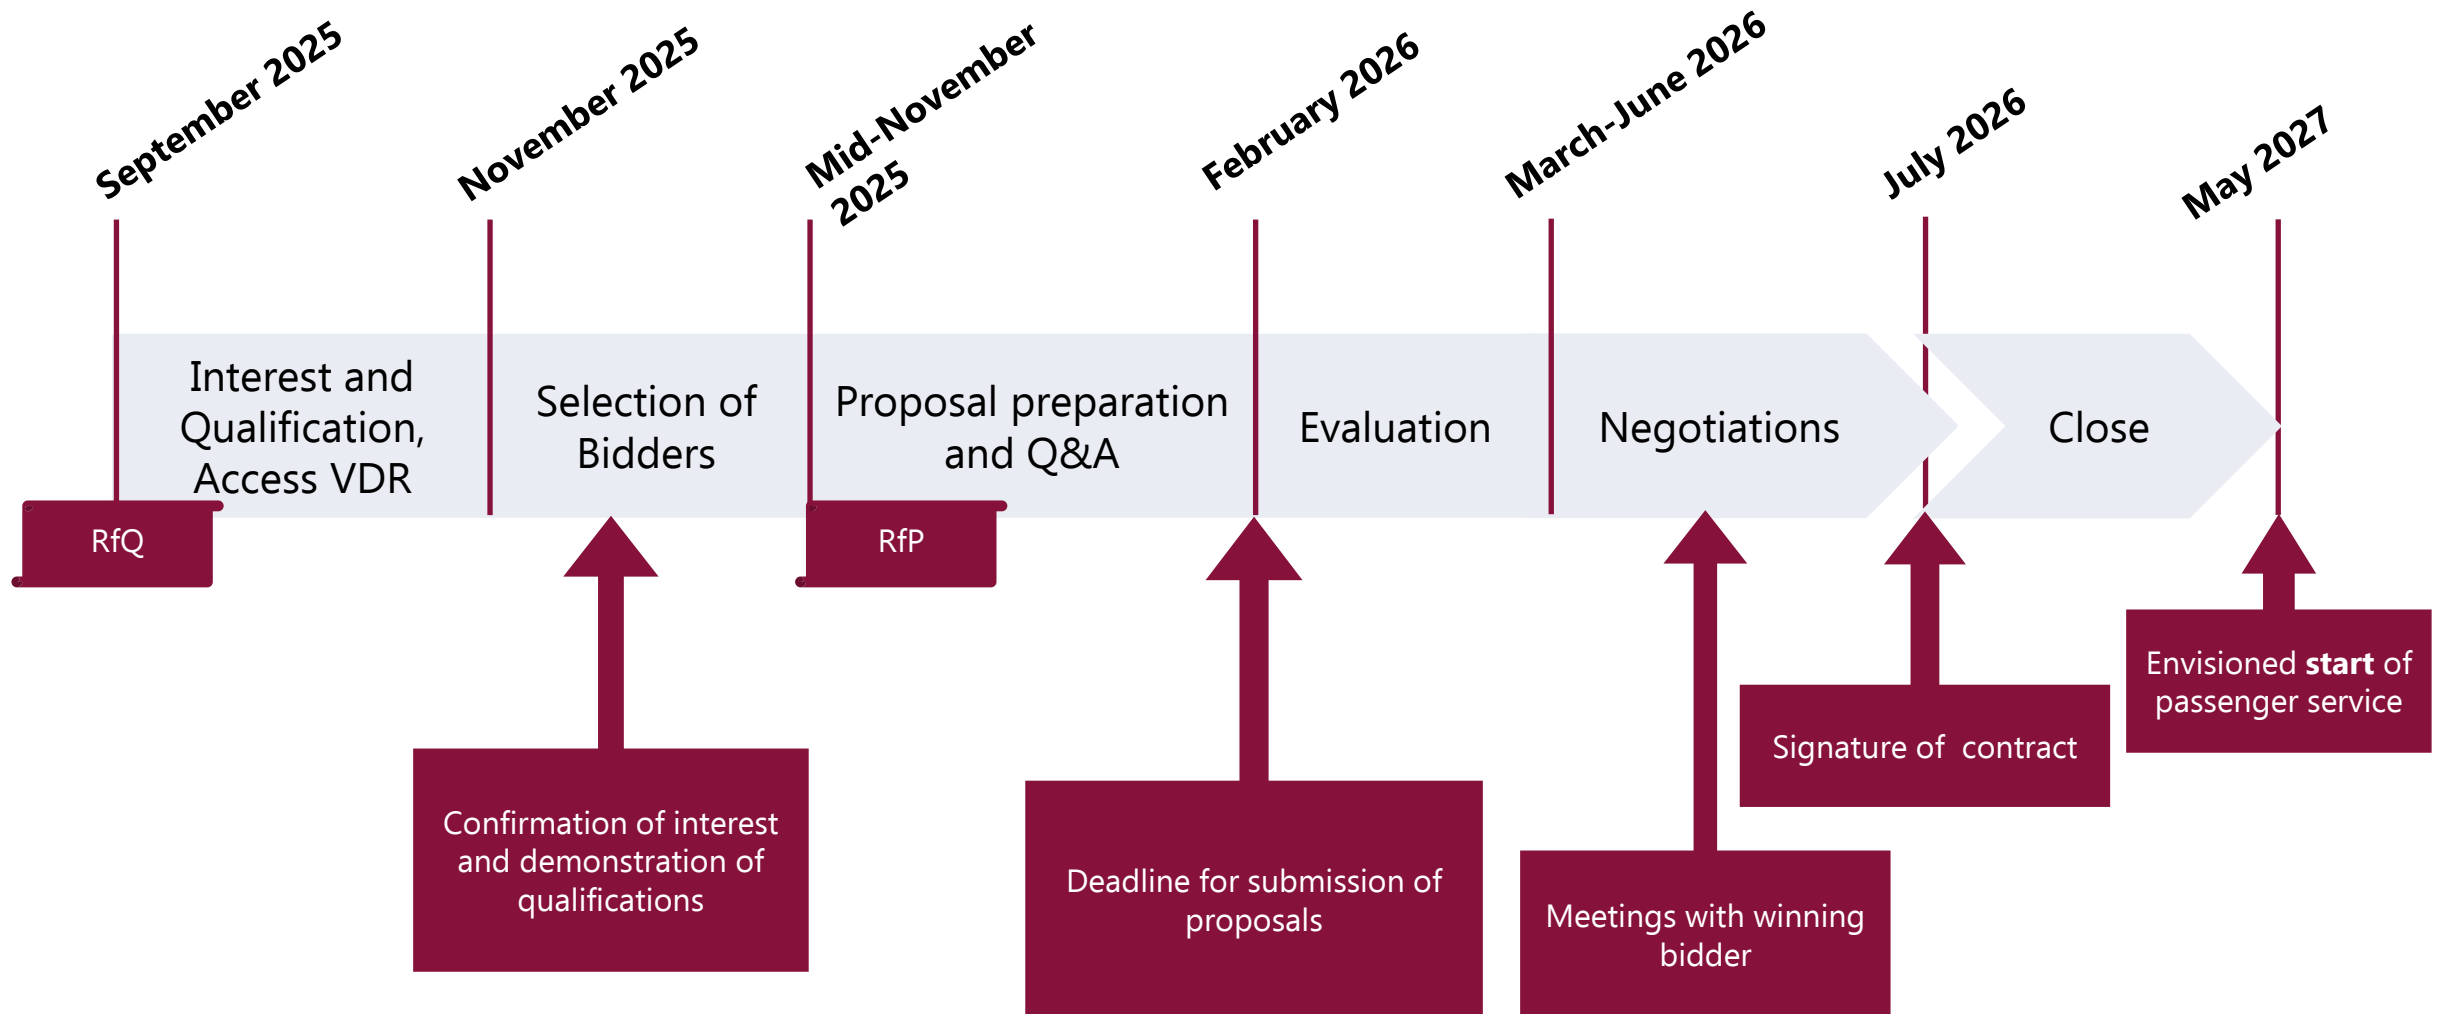 September 2025
November 2025
Mid-November
2025
February 2026
March-June 2026
July 2026
May 2027
Interest and
Qualification,
Access VDR
Selection of
Bidders
Proposal preparation
and Q&A
Evaluation
Negotiations
Close
RfQ
RfP
Confirmation of interest
and demonstration of
qualifications
Deadline for submission of
proposals
Meetings with winning
bidder
Signature of  contract
Envisioned start of
passenger service